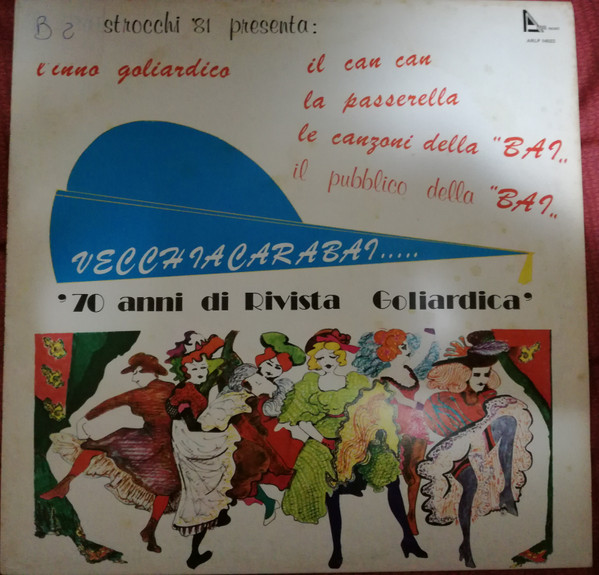 B 2
strocchi '81 presenta:
l'inno goliardico
il can can
la passerella
le canzoni della "BAI„
il pubblico della "BAI„
VECCHIACARABAI.....
'70 anni di Rivista Goliardica'